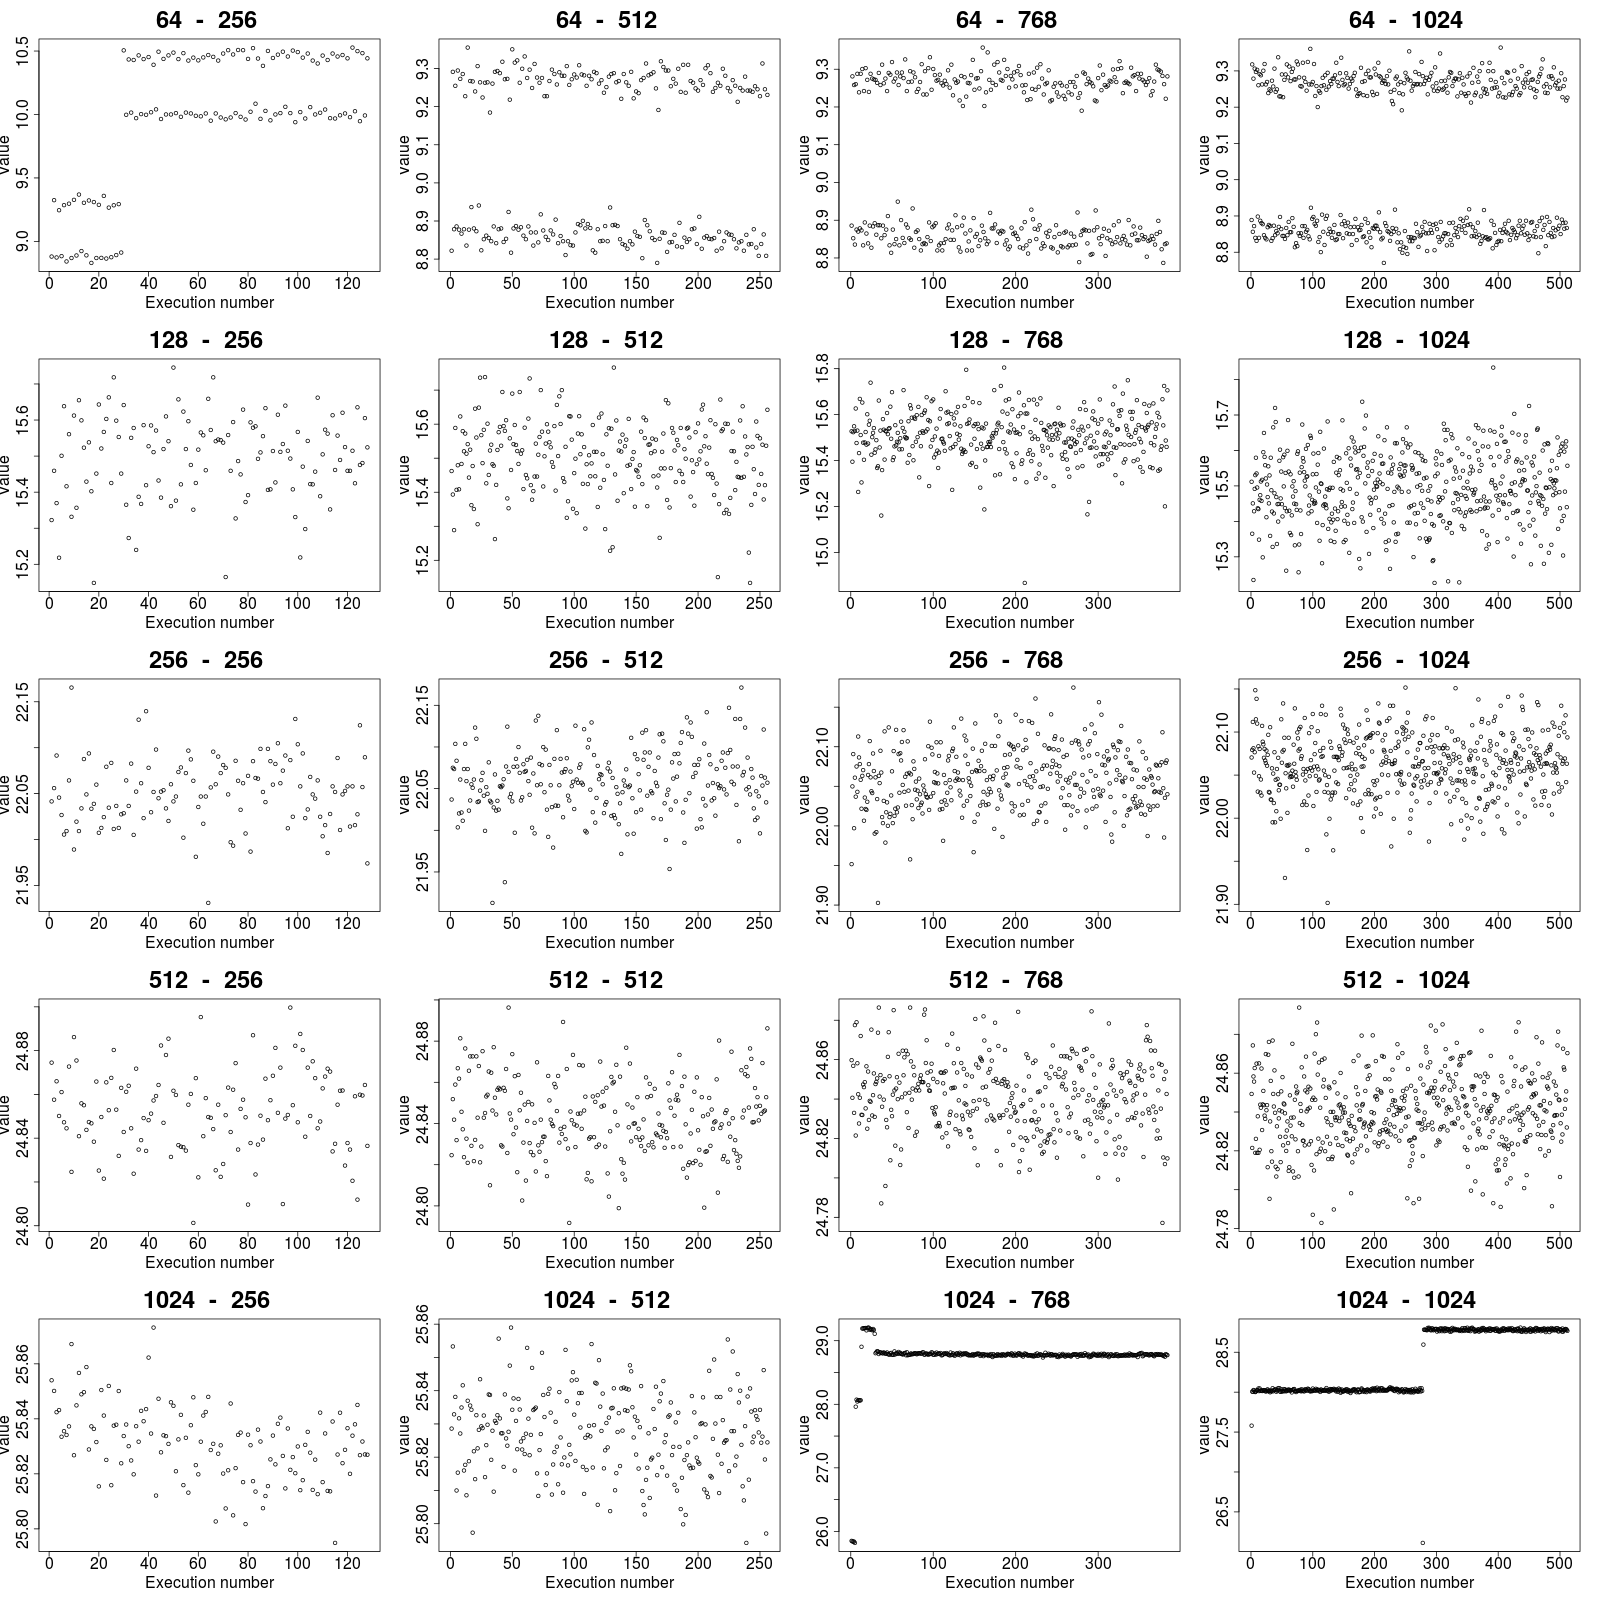 64 - 256
10.5
10.0
9.5
9.0
value
0 20 40 60 80 100 120
Execution number
64 - 512
9.3
9.2
9.1
9.0
8.9
8.8
value
0 50 100 150 200 250
Execution number
64 - 768
9.3
9.2
9.1
9.0
8.9
8.8
value
0 100 200 300
Execution number
64 - 1024
9.3
9.2
9.1
9.0
8.9
8.8
value
0 100 200 300 400 500
Execution number
128 - 256
15.6
15.4
15.2
value
0 20 40 60 80 100 120
Execution number
128 - 512
15.6
15.4
15.2
value
0 50 100 150 200 250
Execution number
128 - 768
15.8
15.6
15.4
15.2
15.0
value
0 100 200 300
Execution number
128 - 1024
15.7
15.5
15.3
value
0 100 200 300 400 500
Execution number
256 - 256
22.15
22.05
21.95
value
0 20 40 60 80 100 120
Execution number
256 - 512
22.15
22.05
21.95
value
0 50 100 150 200 250
Execution number
256 - 768
22.10
22.00
21.90
value
0 100 200 300
Execution number
256 - 1024
22.10
22.00
21.90
value
0 100 200 300 400 500
Execution number
512 - 256
24.88
24.84
24.80
value
0 20 40 60 80 100 120
Execution number
512 - 512
24.88
24.84
24.80
value
0 50 100 150 200 250
Execution number
512 - 768
24.86
24.82
24.78
value
0 100 200 300
Execution number
512 - 1024
24.86
24.82
24.78
value
0 100 200 300 400 500
Execution number
1024 - 256
25.86
25.84
25.82
25.80
value
0 20 40 60 80 100 120
Execution number
1024 - 512
25.86
25.84
25.82
25.80
value
0 50 100 150 200 250
Execution number
1024 - 768
29.0
28.0
27.0
26.0
value
0 100 200 300
Execution number
1024 - 1024
28.5
27.5
26.5
value
0 100 200 300 400 500
Execution number